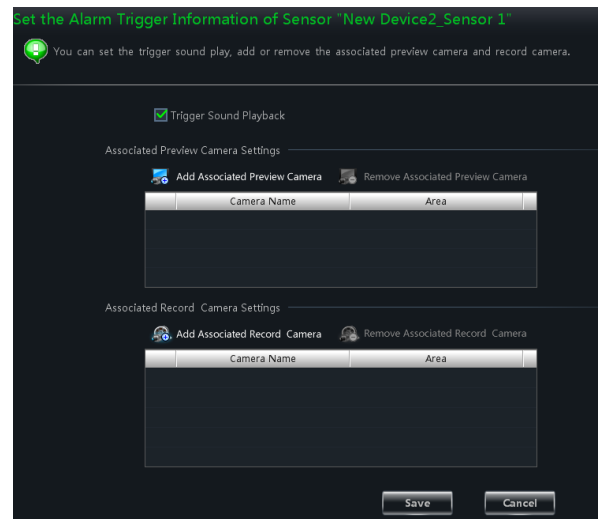 Set the Alarm Trigger Information of Sensor "New Device2_Sensor 1"
You can set the trigger sound play, add or remove the associated preview camera and record camera.
Trigger Sound Playback
Associated Preview Camera Settings
Add Associated Preview Camera Remove Associated Preview Camera
Camera Name Area
Associated Record Camera Settings
Add Associated Record Camera Remove Associated Record Camera
Camera Name Area
Save Cancel